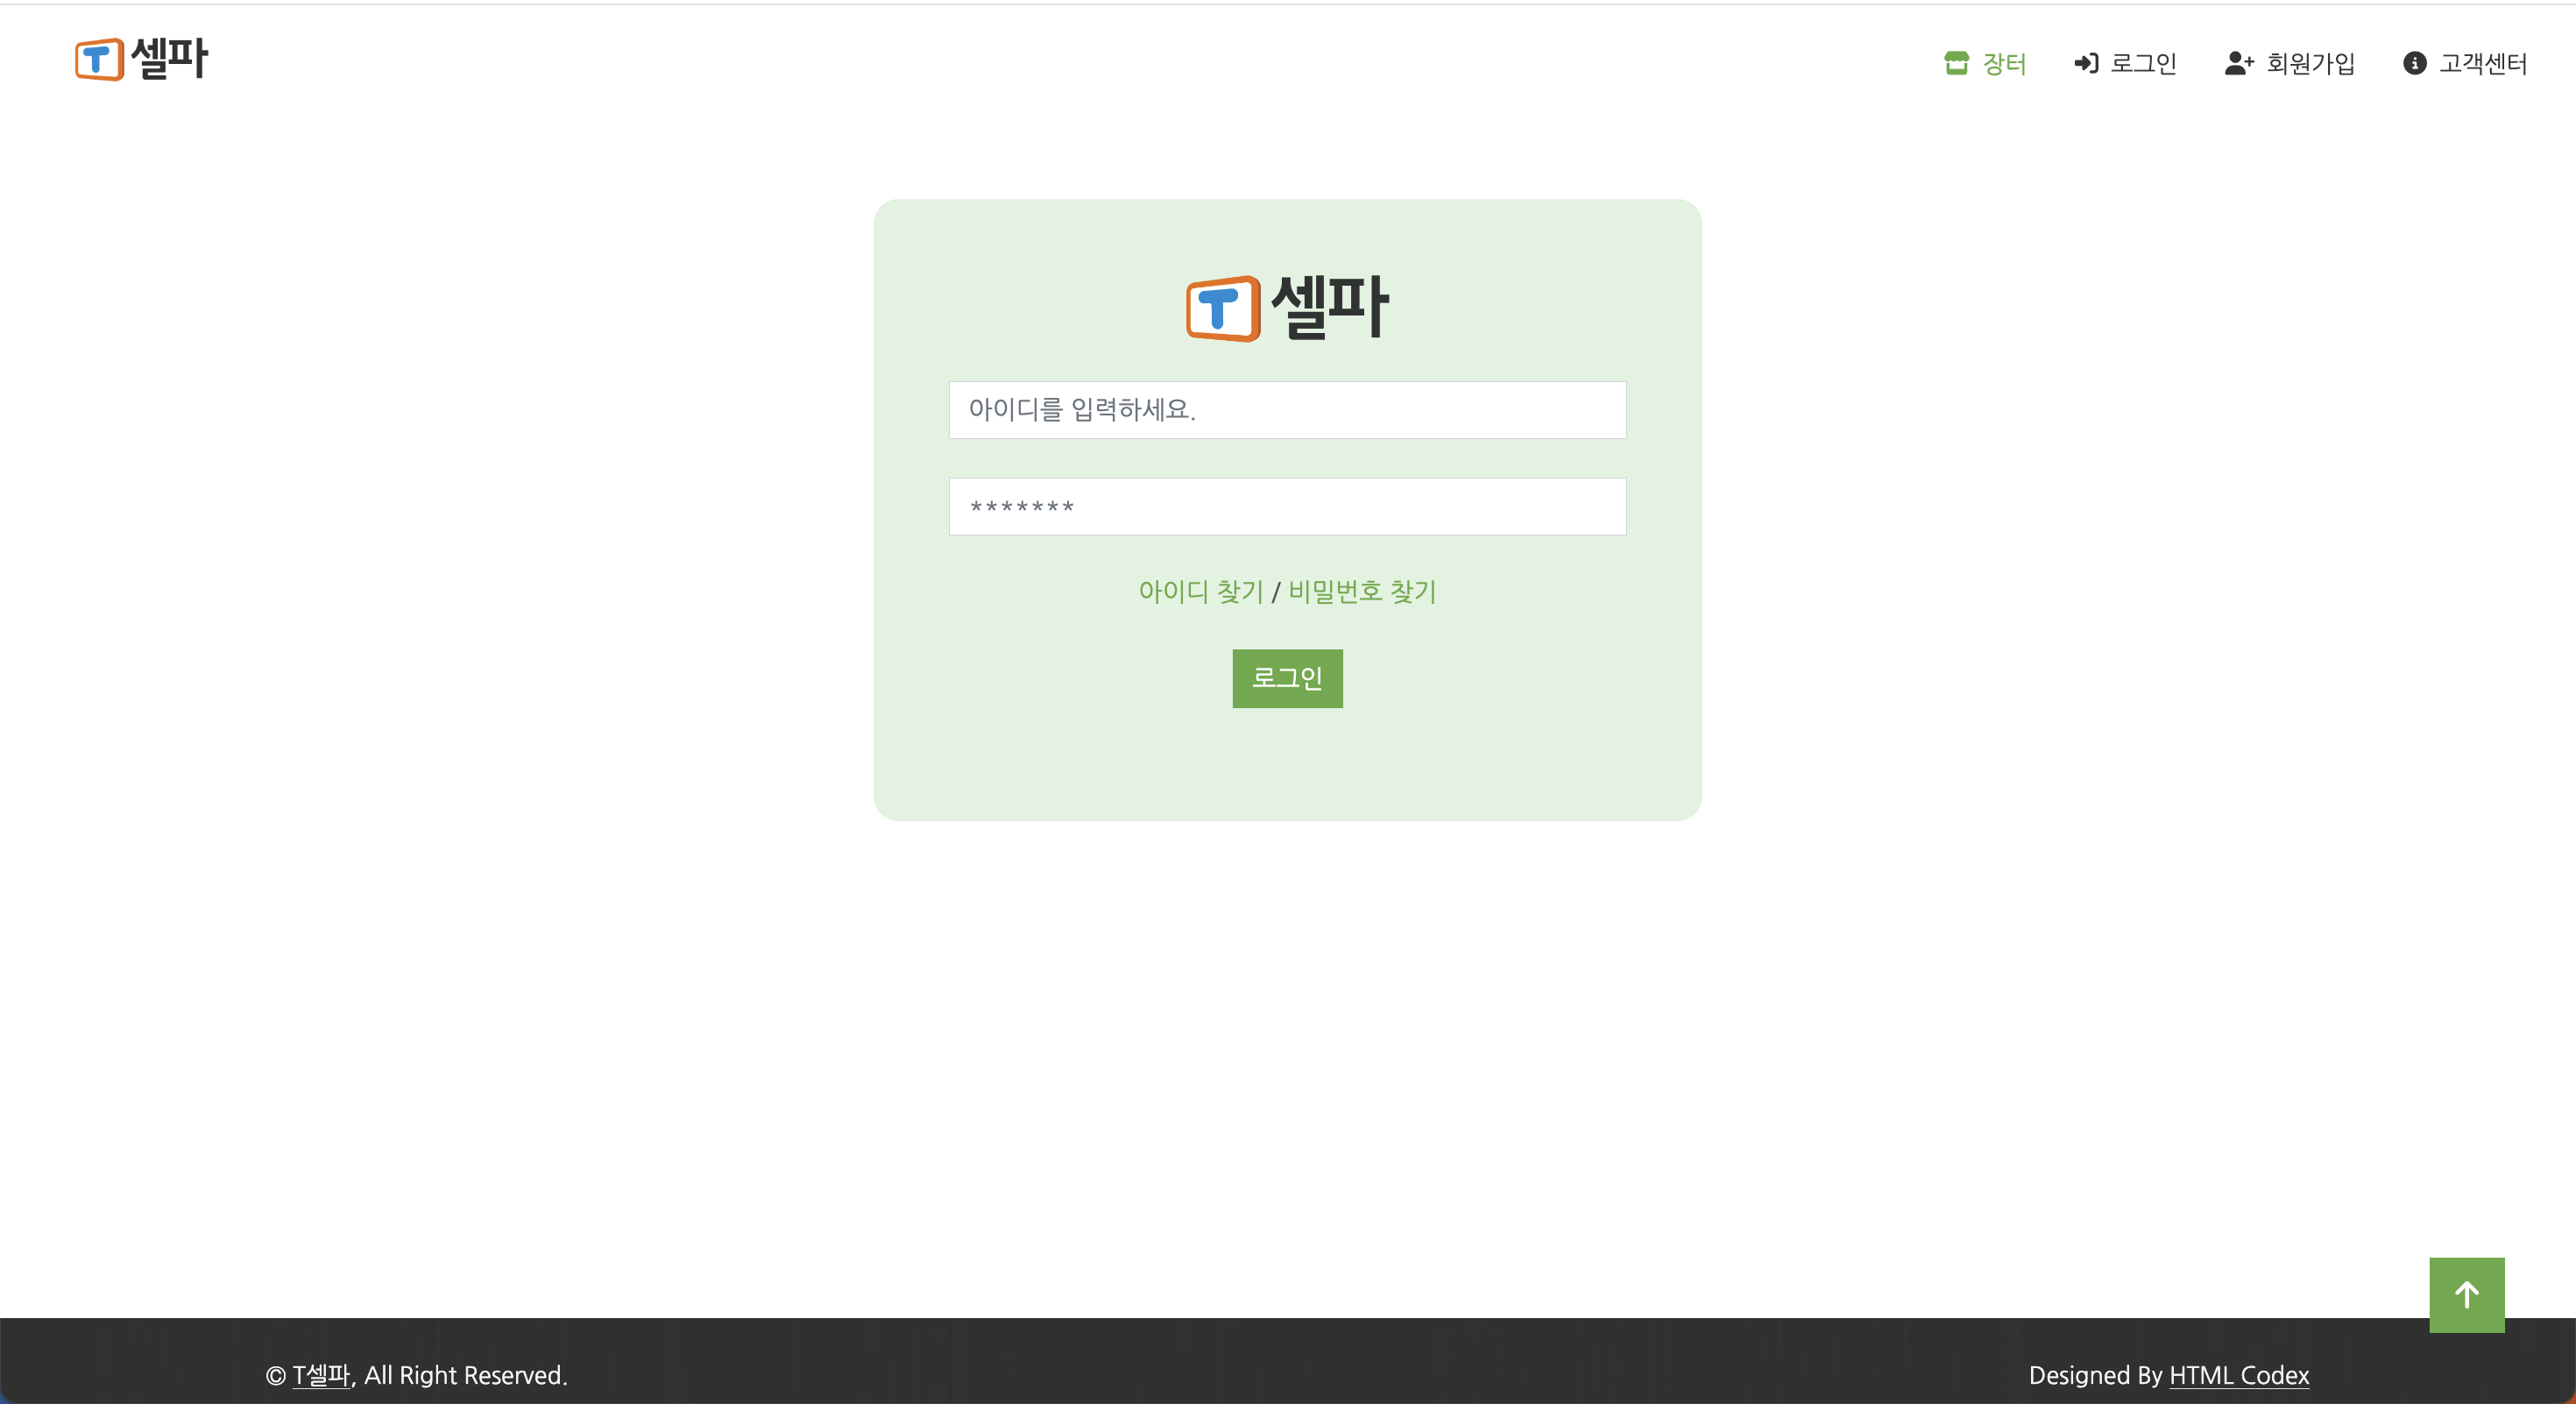 T셀파
장터 로그인 회원가입 고객센터
T셀파
아이디를 입력하세요.
*******
아이디 찾기 / 비밀번호 찾기
로그인
© T셀파, All Right Reserved.
Designed By HTML Codex